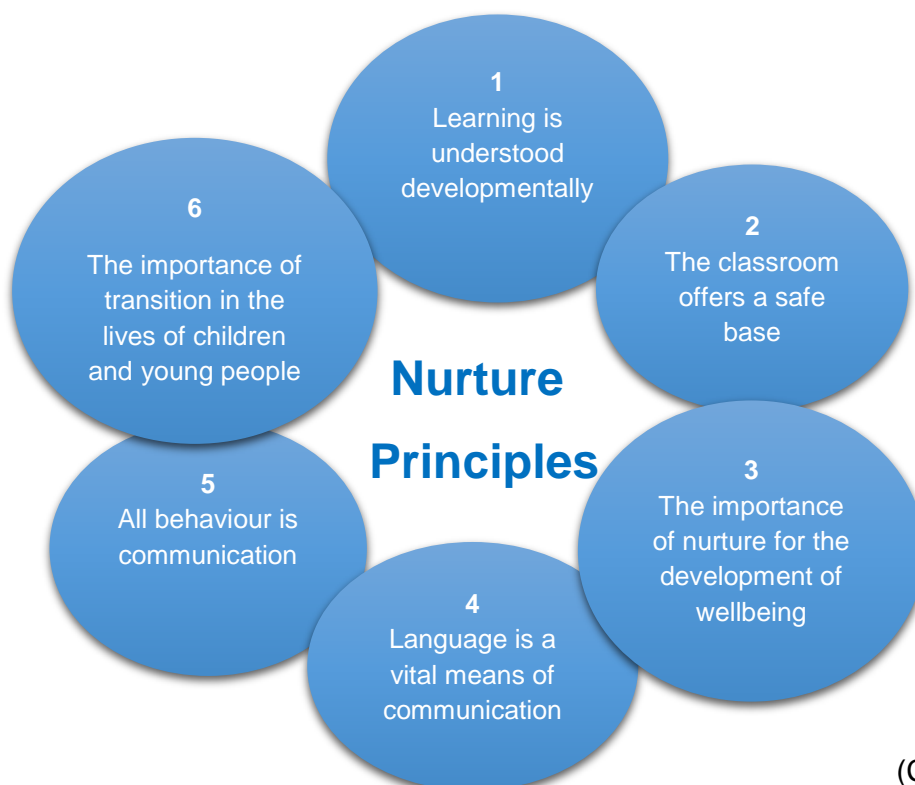 1
Learning is
understood
developmentally
2
The classroom
offers a safe
base
3
The importance
of nurture for the
development of
wellbeing
4
Language is a
vital means of
communication
5
All behaviour is
communication
6
The importance of
transition in the
lives of children
and young people
Nurture
Principles
(